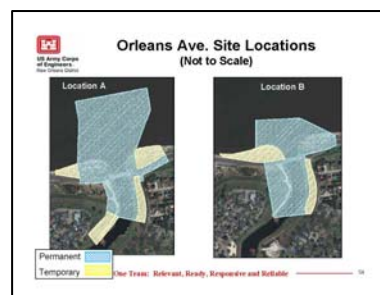 Orleans Ave. Site Locations
(Not to Scale)
US Army Corps
of Engineers
New Orleans District
Location A
Location B
Permanent
Temporary
One Team: Relevant, Ready, Responsive and Reliable